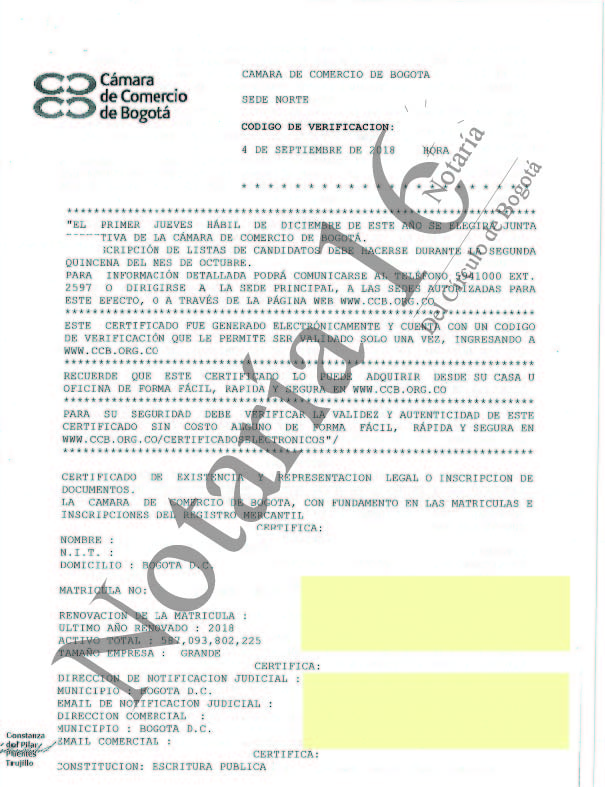 Cámara
de Comercio
de Bogotá
CAMARA DE COMERCIO DE BOGOTA
SEDE NORTE
CODIGO DE VERIFICACION:
4 DE SEPTIEMBRE DE 2018 HORA
* * * * * * * * * * * * * * * * * * * * * *
"EL PRIMER JUEVES HÁBIL DE DICIEMBRE DE ESTE AÑO SE ELEGIRA JUNTA
TIVA DE LA CÁMARA DE COMERCIO DE BOGOTÁ.
CRIPCIÓN DE LISTAS DE CANDIDATOS DEBE HACERSE DURANTE LA SEGUNDA
QUINCENA DEL MES DE OCTUBRE.
PARA INFORMACIÓN DETALLADA PODRÁ COMUNICARSE AL TELÉFONO 5941000 EXT.
2597 O DIRIGIRSE A LA SEDE PRINCIPAL, A LAS SEDES AUTORIZADAS PARA
ESTE EFECTO, O A TRAVÉS DE LA PÁGINA WEB WWW.CCB.ORG.CO
ESTE CERTIFICADO FUE GENERADO ELECTRÓNICAMENTE Y CUENTA CON UN CODIGO
DE VERIFICACIÓN QUE LE PERMITE SER VALIDADO SOLO UNA VEZ, INGRESANDO A
WWW.CCB.ORG.CO
RECUERDE QUE ESTE CERTIFICADO LO PUEDE ADQUIRIR DESDE SU CASA U
OFICINA DE FORMA FÁCIL, RAPIDA Y SEGURA EN WWW.CCB.ORG.CO
PARA SU SEGURIDAD DEBE VERIFICAR LA VALIDEZ Y AUTENTICIDAD DE ESTE
CERTIFICADO SIN COSTO ALGUNO DE FORMA FÁCIL, RÁPIDA Y SEGURA EN
WWW.CCB.ORG.CO/CERTIFICADOSELECTRONICOS"/
CERTIFICADO DE EXISTENCIA Y REPRESENTACION LEGAL O INSCRIPCION DE
DOCUMENTOS.
LA CAMARA DE COMERCIO DE BOGOTA, CON FUNDAMENTO EN LAS MATRICULAS E
INSCRIPCIONES DEL REGISTRO MERCANTIL
CERTIFICA:
NOMBRE :
N.I.T. :
DOMICILIO : BOGOTA D.C.
MATRICULA NO:
RENOVACION DE LA MATRICULA :
ULTIMO AÑO RENOVADO : 2018
ACTIVO TOTAL : 587,093,802,225
TAMAÑO EMPRESA : GRANDE
CERTIFICA:
DIRECCION DE NOTIFICACION JUDICIAL :
MUNICIPIO : BOGOTA D.C.
EMAIL DE NOTIFICACION JUDICIAL :
DIRECCION COMERCIAL :
MUNICIPIO : BOGOTA D.C.
EMAIL COMERCIAL :
CERTIFICA:
CONSTITUCION: ESCRITURA PUBLICA
Constanza
del Pilar
Puentes
Trujillo
Notaría 16
Notaría
Del Círculo de Bogotá